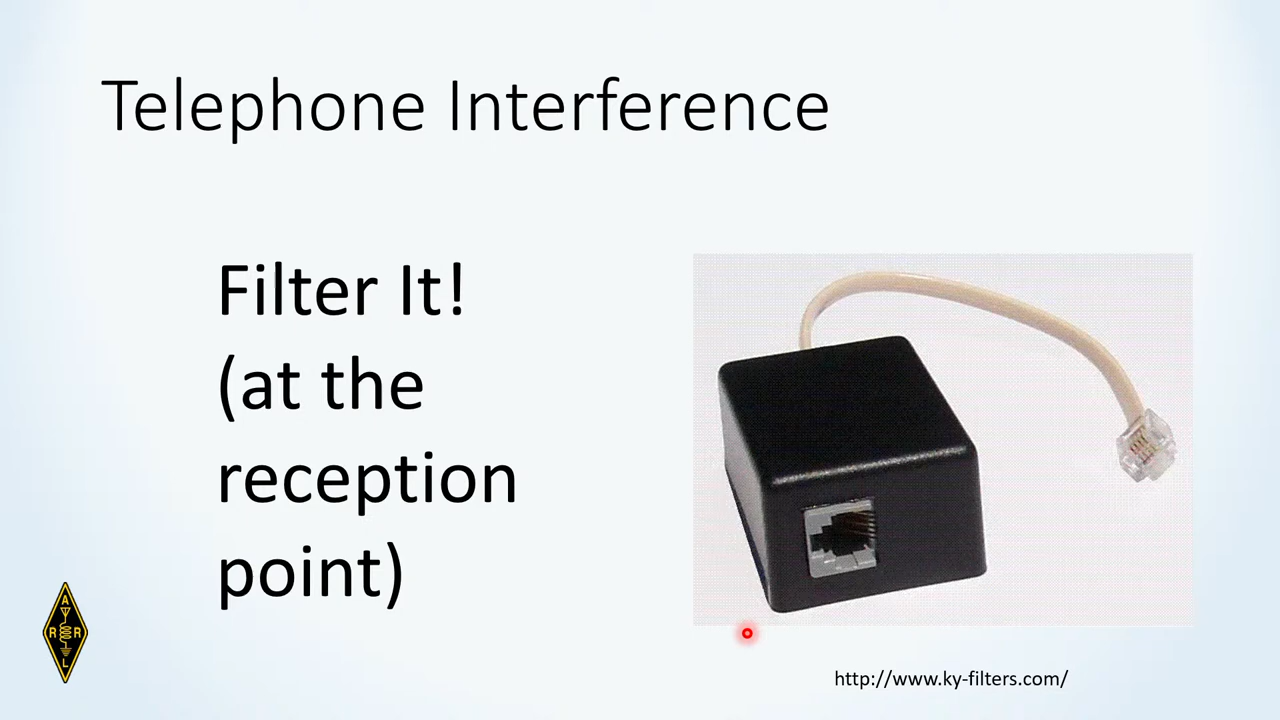 Telephone Interference
Filter It!
(at the
reception
point)
A
R R
L
http://www.ky-filters.com/